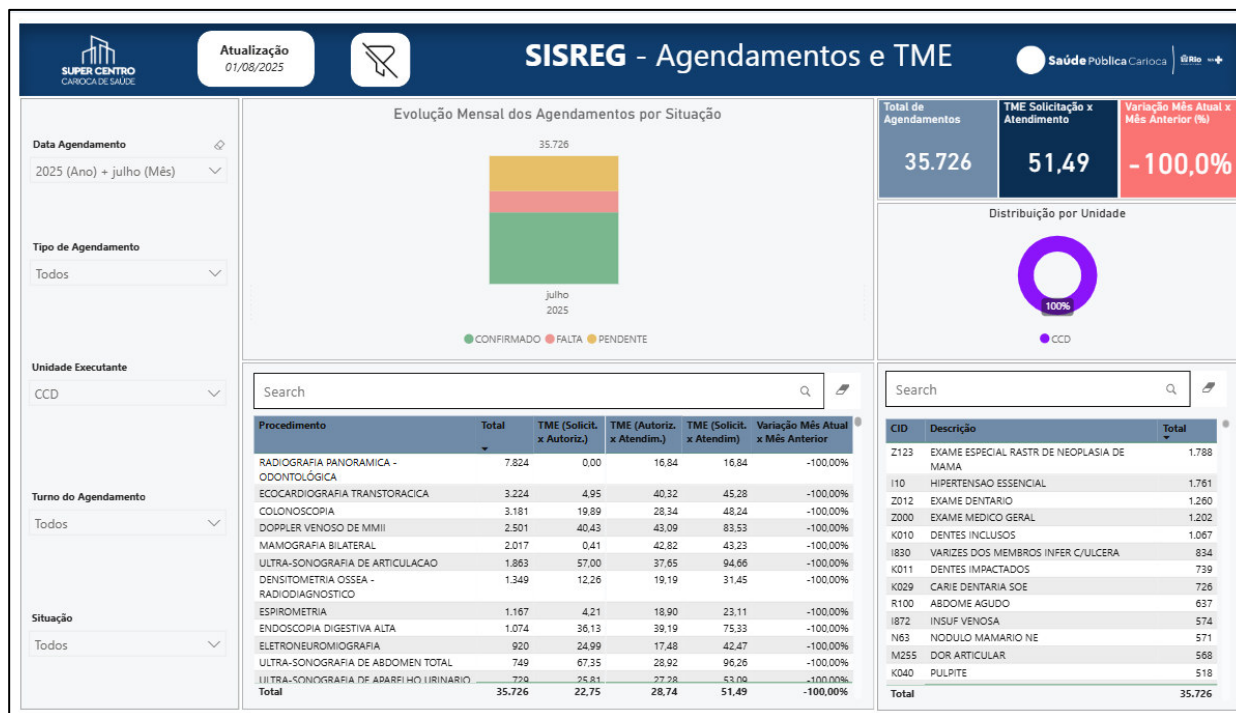 SUPER CENTRO
CARIOCA DE SAÚDE
Atualização
01/08/2025
SISREG - Agendamentos e TME
Saúde Pública Carioca
Rio
Data Agendamento
2025 (Ano) + julho (Mês)
Tipo de Agendamento
Todos
Unidade Executante
CCD
Turno do Agendamento
Todos
Situação
Todos
Evolução Mensal dos Agendamentos por Situação
35.726
julho
2025
CONFIRMADO FALTA PENDENTE
Total de
Agendamentos
35.726
TME Solicitação x
Atendimento
51,49
Variação Mês Atual x
Mês Anterior (%)
-100,0%
Distribuição por Unidade
100%
CCD
Search
Procedimento Total TME (Solicit. x Autoriz.) TME (Autoriz. x Atendim.) TME (Solicit. x Atendim) Variação Mês Atual x Mês Anterior
RADIOGRAFIA PANORAMICA - 7.824 0,00 16,84 16,84 -100,00%
ODONTOLÓGICA
ECOCARDIOGRAFIA TRANSTORACICA 3.224 4,95 40,32 45,28 -100,00%
COLONOSCOPIA 3.181 19,89 28,34 48,24 -100,00%
DOPPLER VENOSO DE MMII 2.501 40,43 43,09 83,53 -100,00%
MAMOGRAFIA BILATERAL 2.017 0,41 42,82 43,23 -100,00%
ULTRA-SONOGRAFIA DE ARTICULACAO 1.863 57,00 37,65 94,66 -100,00%
DENSITOMETRIA OSSEA - 1.349 12,26 19,19 31,45 -100,00%
RADIODIAGNOSTICO
ESPIROMETRIA 1.167 4,21 18,90 23,11 -100,00%
ENDOSCOPIA DIGESTIVA ALTA 1.074 36,13 39,19 75,33 -100,00%
ELETRONEUROMIOGRAFIA 920 24,99 17,48 42,47 -100,00%
ULTRA-SONOGRAFIA DE ABDOMEN TOTAL 749 67,35 28,92 96,26 -100,00%
ULTRA-SONOGRAFIA DE APARELHO URINARIO 729 25,81 27,28 53,09 -100,00%
Total 35.726 22,75 28,74 51,49 -100,00%
Search
CID Descrição Total
Z123 EXAME ESPECIAL RASTR DE NEOPLASIA DE 1.788
MAMA
I10 HIPERTENSAO ESSENCIAL 1.761
Z012 EXAME DENTARIO 1.260
Z000 EXAME MEDICO GERAL 1.202
K010 DENTES INCLUSOS 1.067
I830 VARIZES DOS MEMBROS INFER C/ULCERA 834
K011 DENTES IMPACTADOS 739
K029 CARIE DENTARIA SOE 726
R100 ABDOME AGUDO 637
I872 INSUF VENOSA 574
N63 NODULO MAMARIO NE 571
M255 DOR ARTICULAR 568
K040 PULPITE 518
Total 35.726